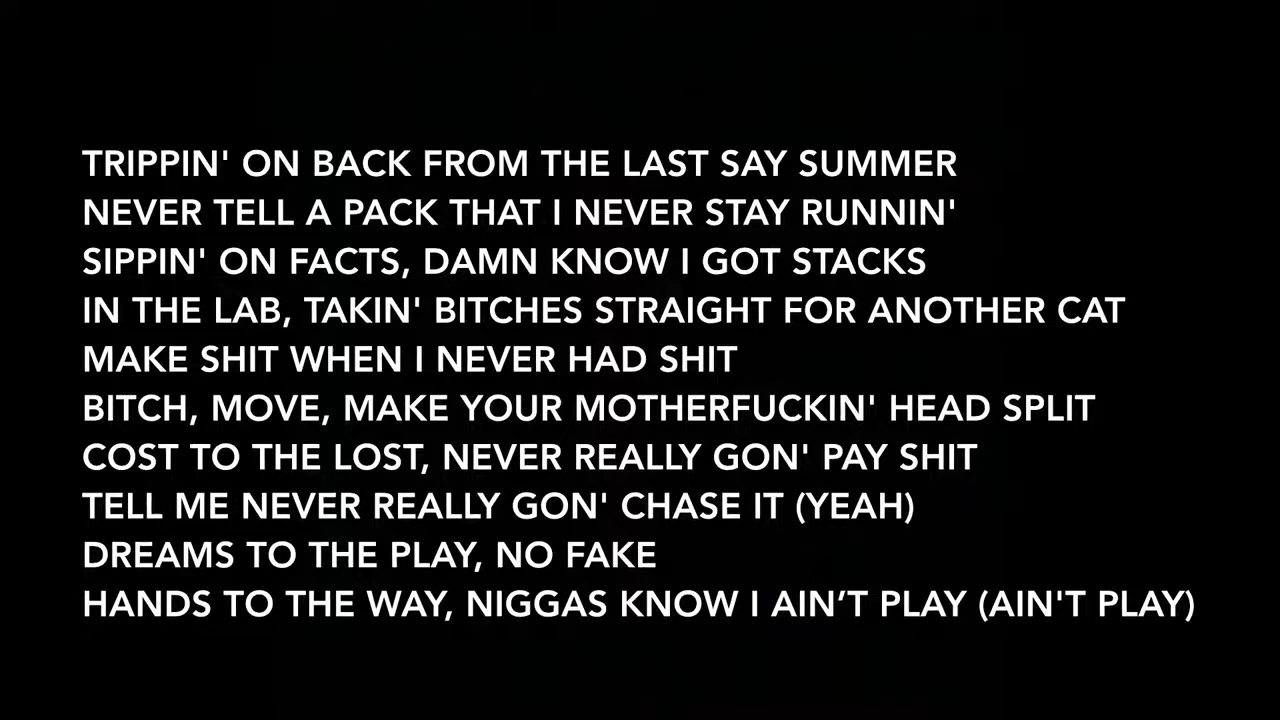 TRIPPIN' ON BACK FROM THE LAST SAY SUMMER
NEVER TELL A PACK THAT I NEVER STAY RUNNIN'
SIPPIN' ON FACTS, DAMN KNOW I GOT STACKS
IN THE LAB, TAKIN' BITCHES STRAIGHT FOR ANOTHER CAT
MAKE SHIT WHEN I NEVER HAD SHIT
BITCH, MOVE, MAKE YOUR MOTHERFUCKIN' HEAD SPLIT
COST TO THE LOST, NEVER REALLY GON' PAY SHIT
TELL ME NEVER REALLY GON' CHASE IT (YEAH)
DREAMS TO THE PLAY, NO FAKE
HANDS TO THE WAY, NIGGAS KNOW I AIN’T PLAY (AIN'T PLAY)